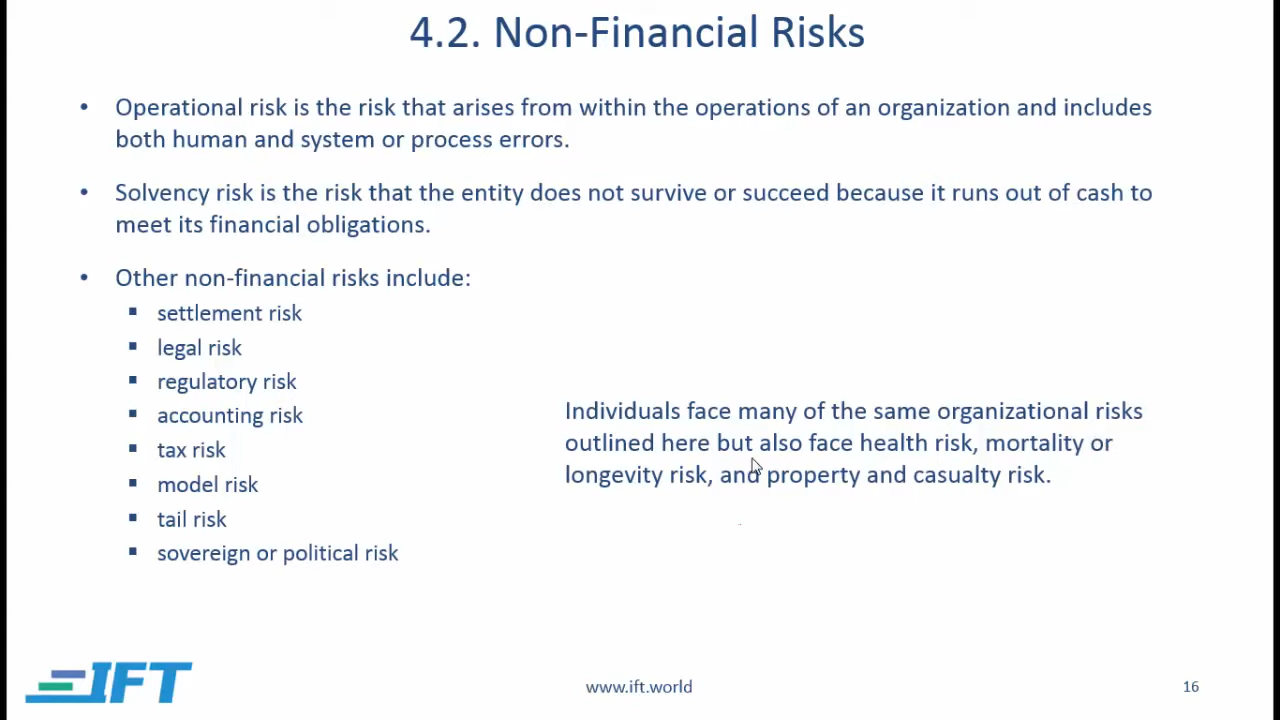 4.2. Non-Financial Risks
• Operational risk is the risk that arises from within the operations of an organization and includes
both human and system or process errors.
• Solvency risk is the risk that the entity does not survive or succeed because it runs out of cash to
meet its financial obligations.
• Other non-financial risks include:
▪ settlement risk
▪ legal risk
▪ regulatory risk
▪ accounting risk
▪ tax risk
▪ model risk
▪ tail risk
▪ sovereign or political risk
Individuals face many of the same organizational risks
outlined here but also face health risk, mortality or
longevity risk, and property and casualty risk.
IFT
www.ift.world
16